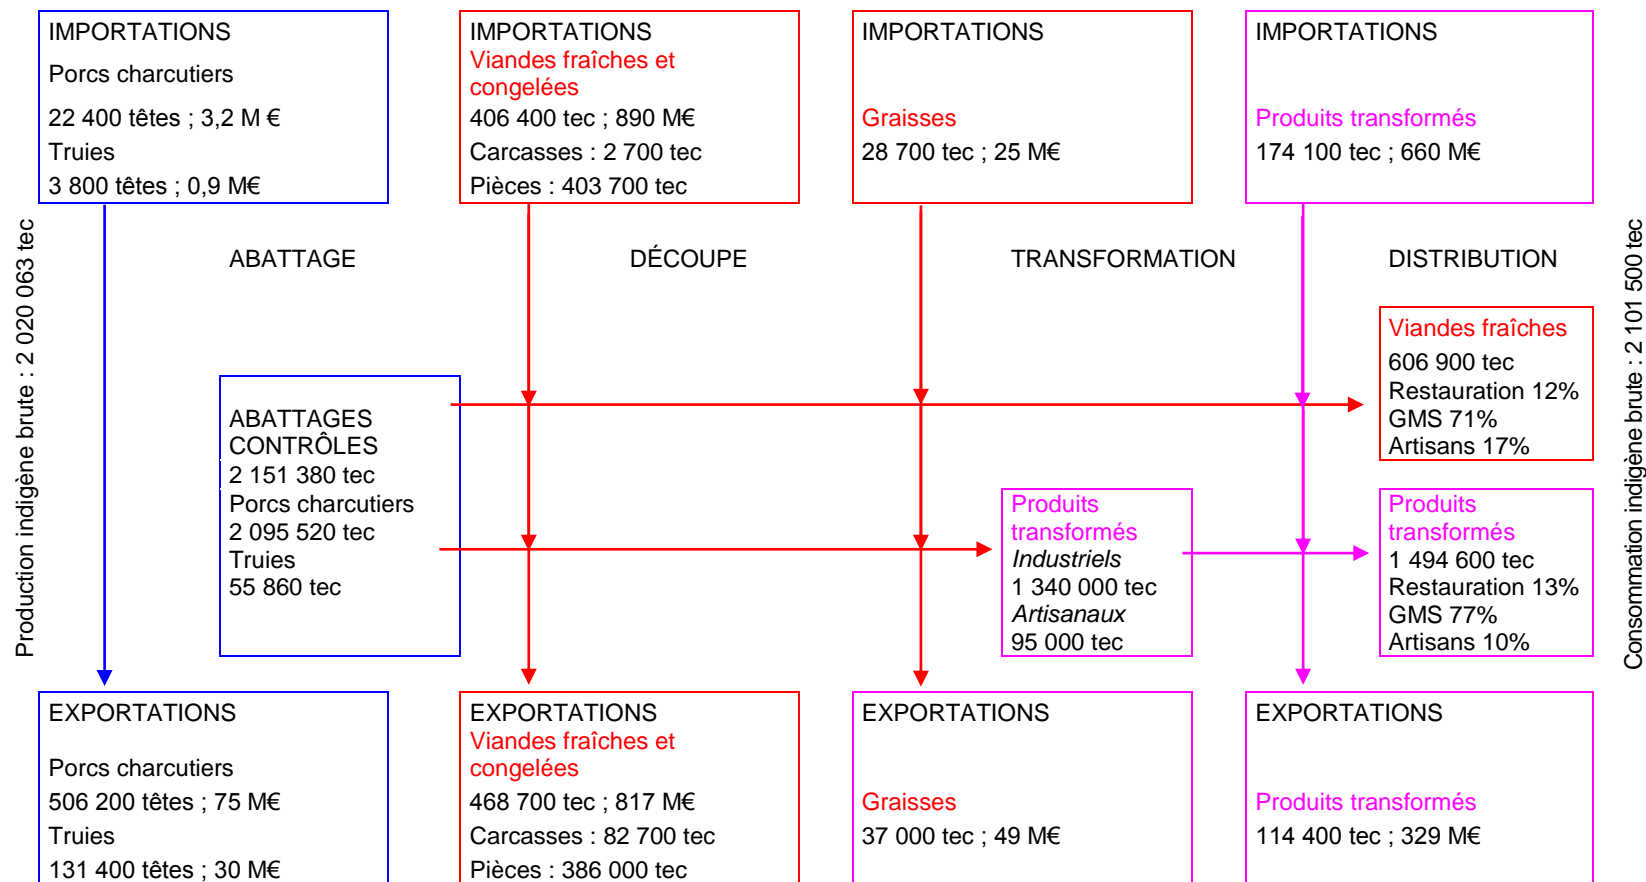 IMPORTATIONS
Porcs charcutiers
22 400 têtes ; 3,2 M €
Truies
3 800 têtes ; 0,9 M€
IMPORTATIONS
Viandes fraîches et
congelées
406 400 tec ; 890 M€
Carcasses : 2 700 tec
Pièces : 403 700 tec
IMPORTATIONS
Graisses
28 700 tec ; 25 M€
IMPORTATIONS
Produits transformés
174 100 tec ; 660 M€
Production indigène brute : 2 020 063 tec
ABATTAGE
DÉCOUPE
TRANSFORMATION
DISTRIBUTION
Consommation indigène brute : 2 101 500 tec
Viandes fraîches
606 900 tec
Restauration 12%
GMS 71%
Artisans 17%
ABATTAGES
CONTRÔLES
2 151 380 tec
Porcs charcutiers
2 095 520 tec
Truies
55 860 tec
Produits
transformés
Industriels
1 340 000 tec
Artisanaux
95 000 tec
Produits
transformés
1 494 600 tec
Restauration 13%
GMS 77%
Artisans 10%
EXPORTATIONS
Porcs charcutiers
506 200 têtes ; 75 M€
Truies
131 400 têtes ; 30 M€
EXPORTATIONS
Viandes fraîches et
congelées
468 700 tec ; 817 M€
Carcasses : 82 700 tec
Pièces : 386 000 tec
EXPORTATIONS
Graisses
37 000 tec ; 49 M€
EXPORTATIONS
Produits transformés
114 400 tec ; 329 M€